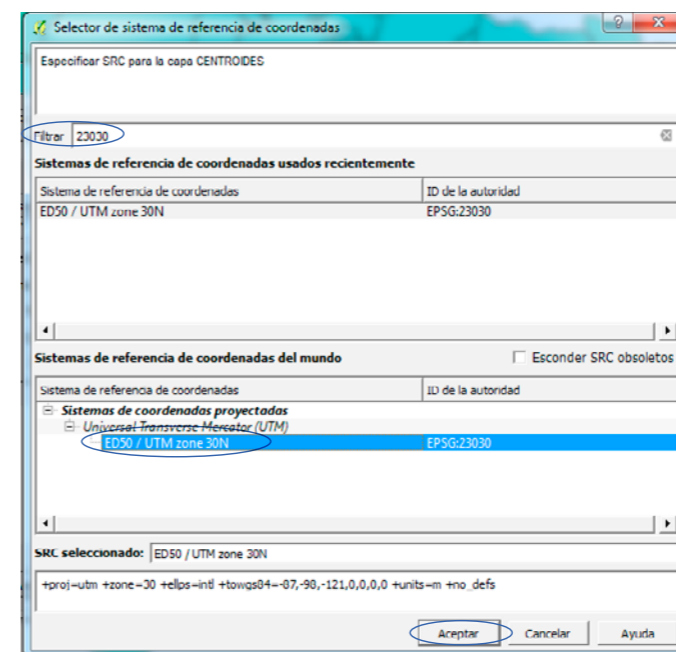 Selector de sistema de referencia de coordenadas
Especificar SRC para la capa CENTROIDES
Filtrar 23030
Sistemas de referencia de coordenadas usados recientemente
Sistema de referencia de coordenadas ID de la autoridad
ED50 / UTM zone 30N EPSG:23030
Sistemas de referencia de coordenadas del mundo Esconder SRC obsoletos
Sistema de referencia de coordenadas ID de la autoridad
Sistemas de coordenadas proyectadas
Universal Transverse Mercator (UTM)
ED50 / UTM zone 30N EPSG:23030
SRC seleccionado: ED50 / UTM zone 30N
+proj=utm +zone=30 +ellps=intl +towgs84=-87,-98,-121,0,0,0,0 +units=m +no_defs
Aceptar Cancelar Ayuda